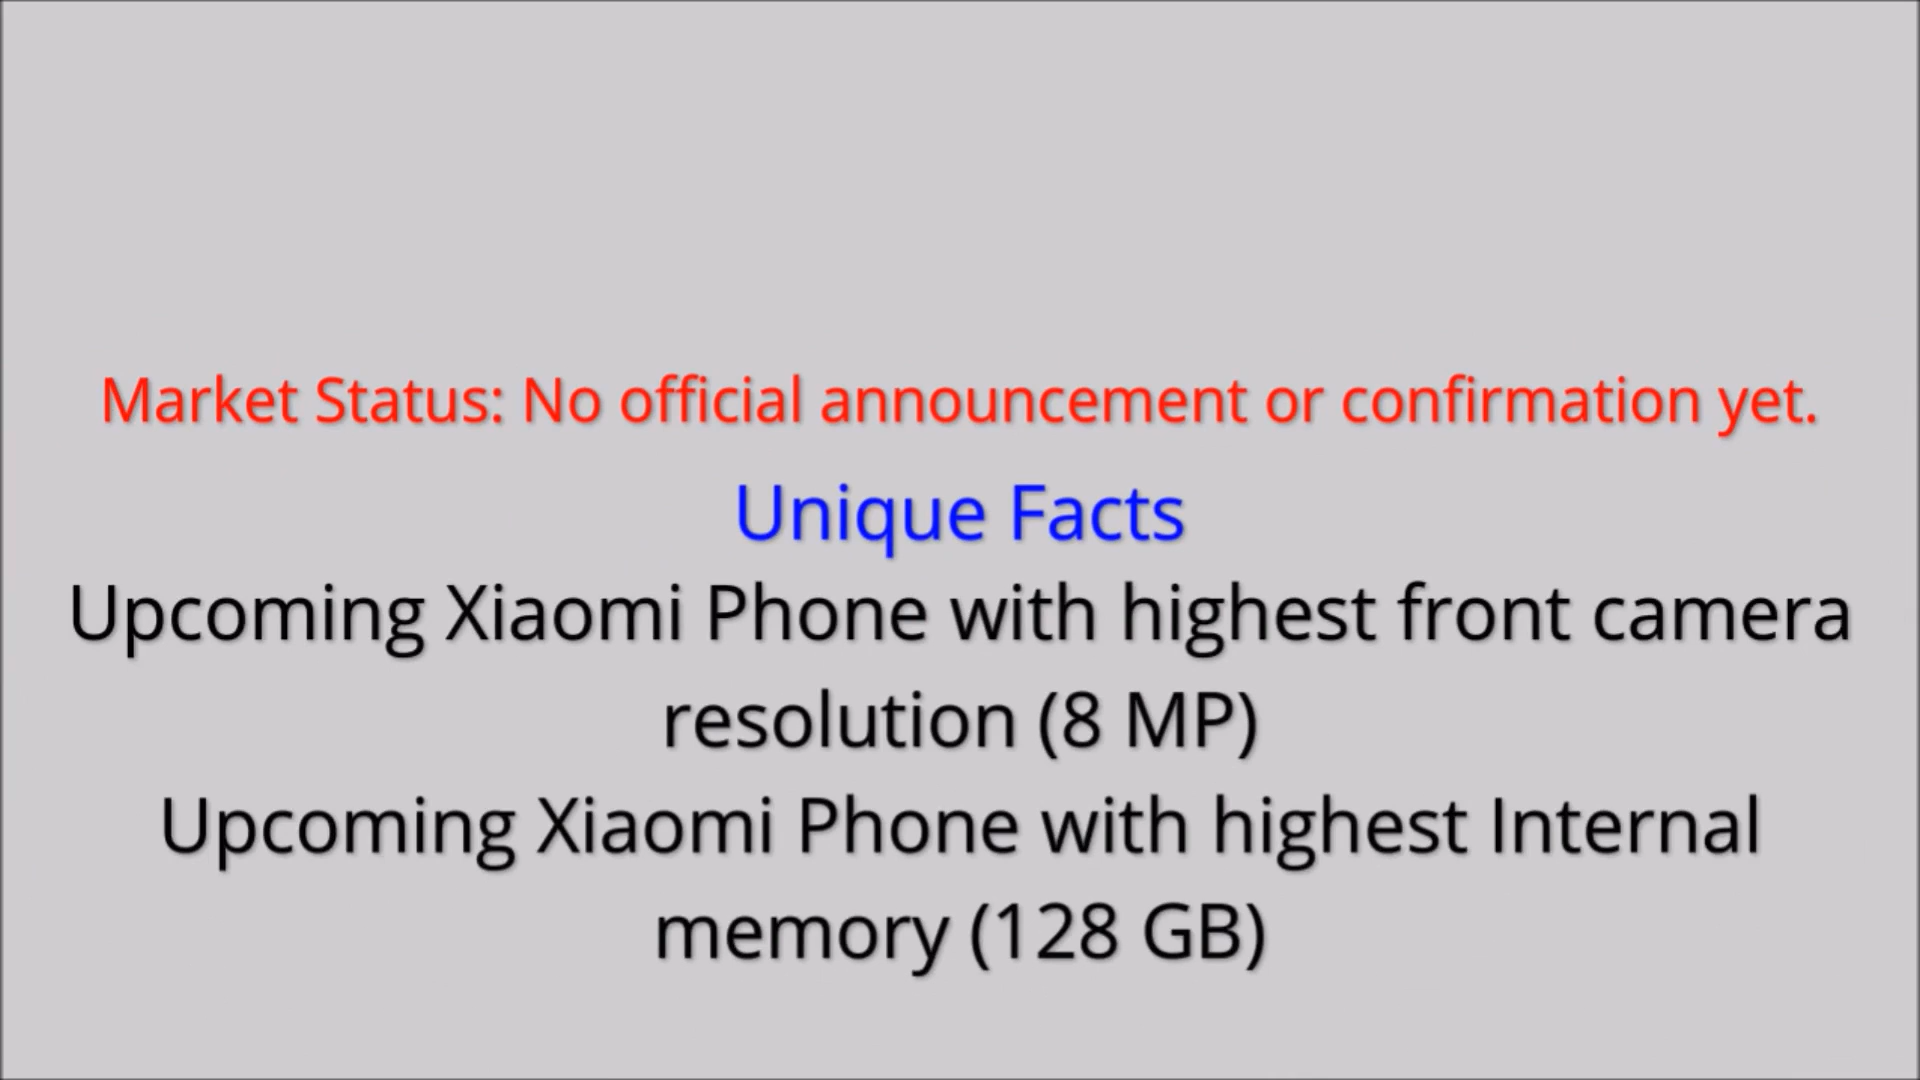 Market Status: No official announcement or confirmation yet.
Unique Facts
Upcoming Xiaomi Phone with highest front camera
resolution (8 MP)
Upcoming Xiaomi Phone with highest Internal
memory (128 GB)